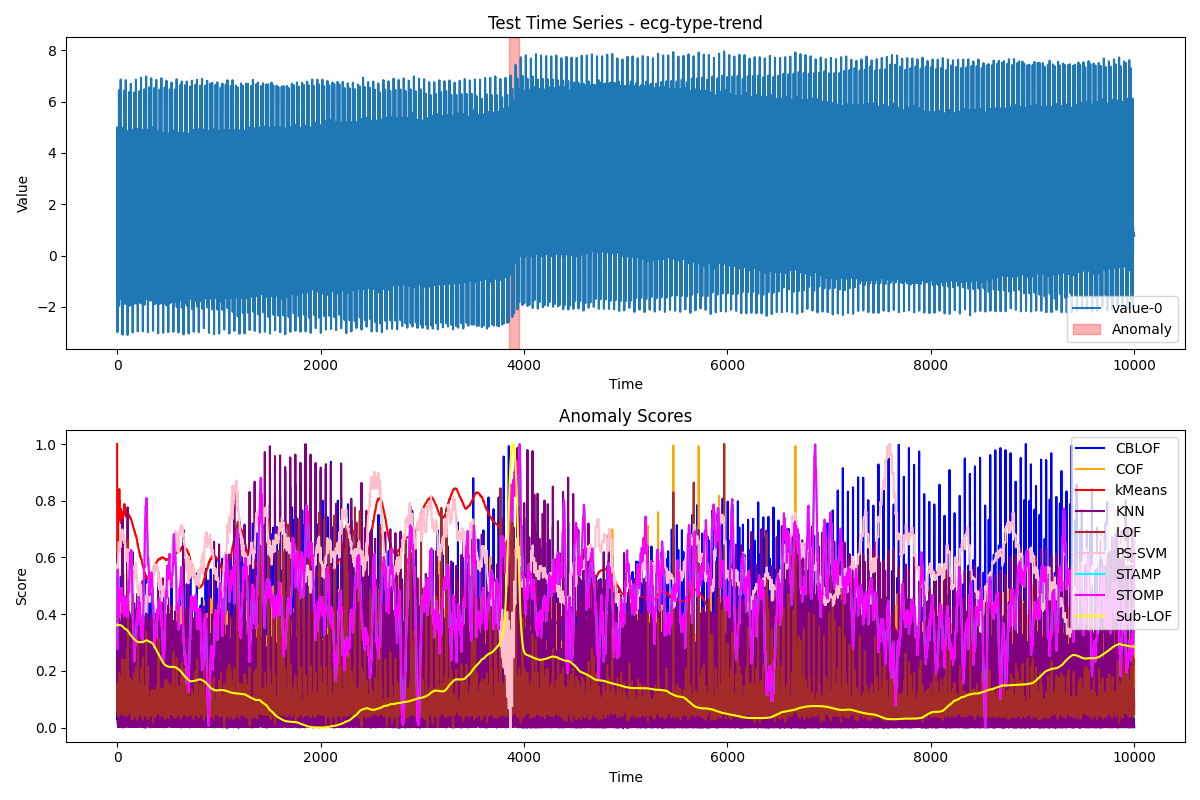 Test Time Series - ecg-type-trend
8
6
4
2
0
−2
Value
0
2000
4000
6000
8000
10000
Time
value-0
Anomaly
Anomaly Scores
1.0
0.8
0.6
0.4
0.2
0.0
Score
0
2000
4000
6000
8000
10000
Time
CBLOF
COF
kMeans
KNN
LOF
PS-SVM
STAMP
STOMP
Sub-LOF